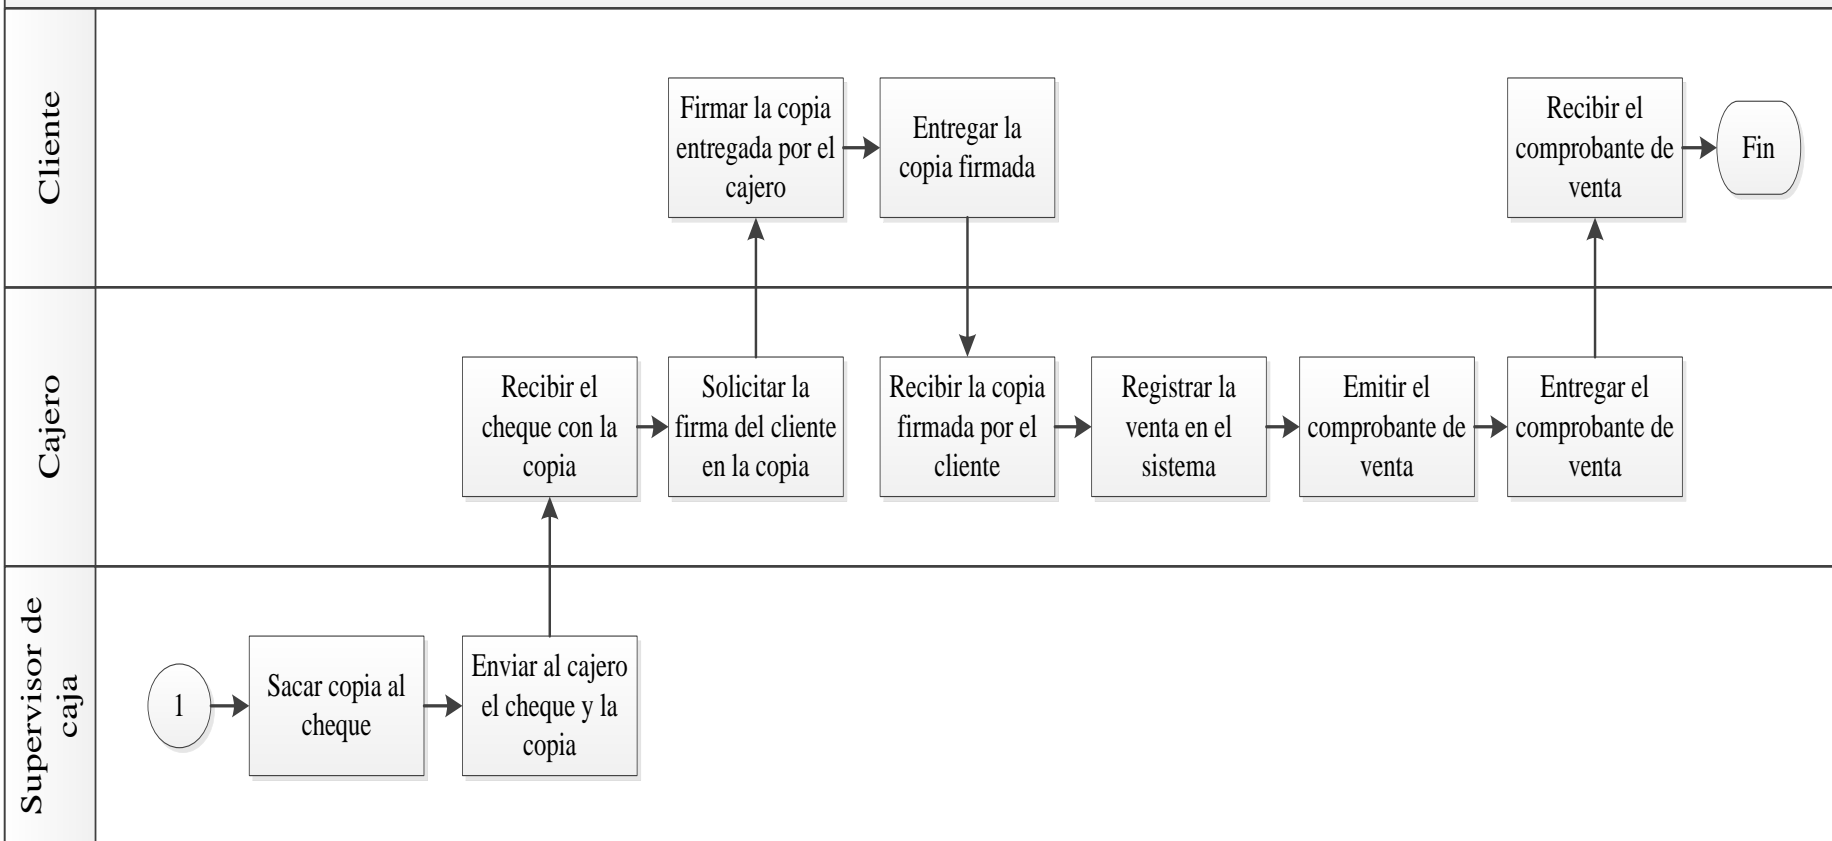 Cliente
Firmar la copia
entregada por el
cajero
Entregar la
copia firmada
Recibir el
comprobante de
venta
Fin
Cajero
Recibir el
cheque con la
copia
Solicitar la
firma del cliente
en la copia
Recibir la copia
firmada por el
cliente
Registrar la
venta en el
sistema
Emitir el
comprobante de
venta
Entregar el
comprobante de
venta
Supervisor de
caja
1
Sacar copia al
cheque
Enviar al cajero
el cheque y la
copia